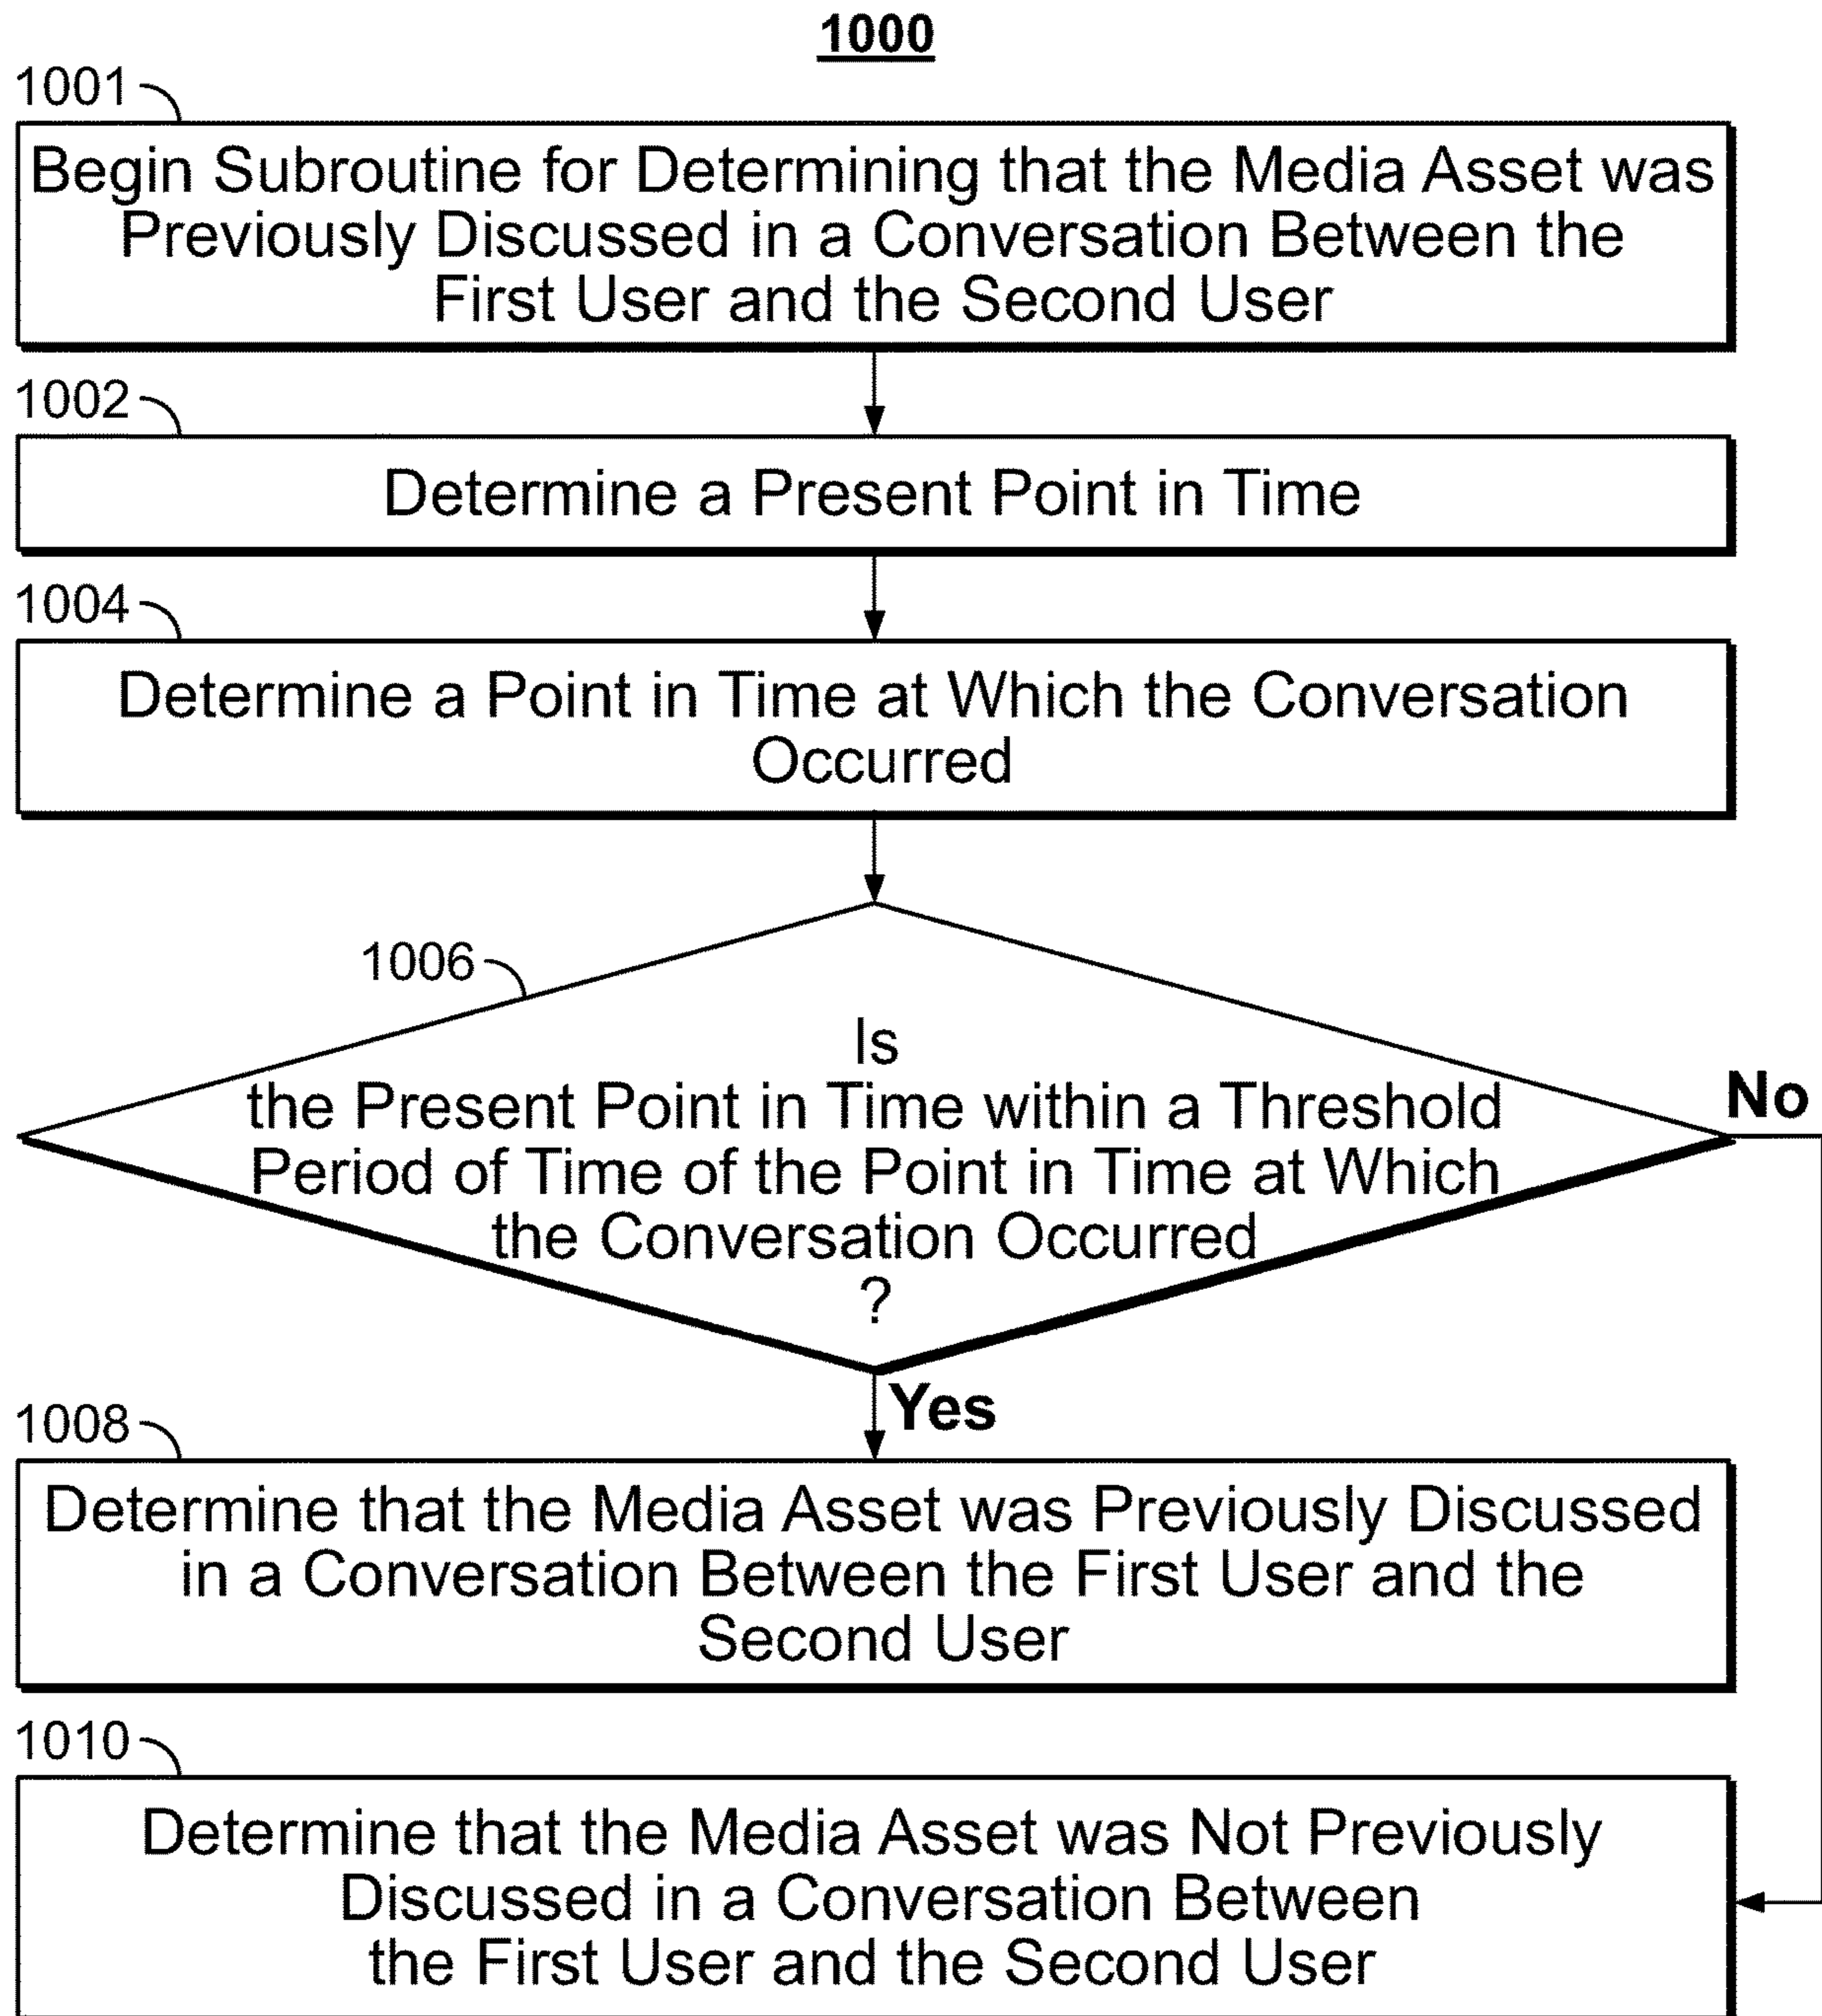 1000
1001
Begin Subroutine for Determining that the Media Asset was
Previously Discussed in a Conversation Between the
First User and the Second User
1002
Determine a Present Point in Time
1004
Determine a Point in Time at Which the Conversation
Occurred
1006
Is
the Present Point in Time within a Threshold
Period of Time of the Point in Time at Which
the Conversation Occurred
?
No
Yes
1008
Determine that the Media Asset was Previously Discussed
in a Conversation Between the First User and the
Second User
1010
Determine that the Media Asset was Not Previously
Discussed in a Conversation Between
the First User and the Second User